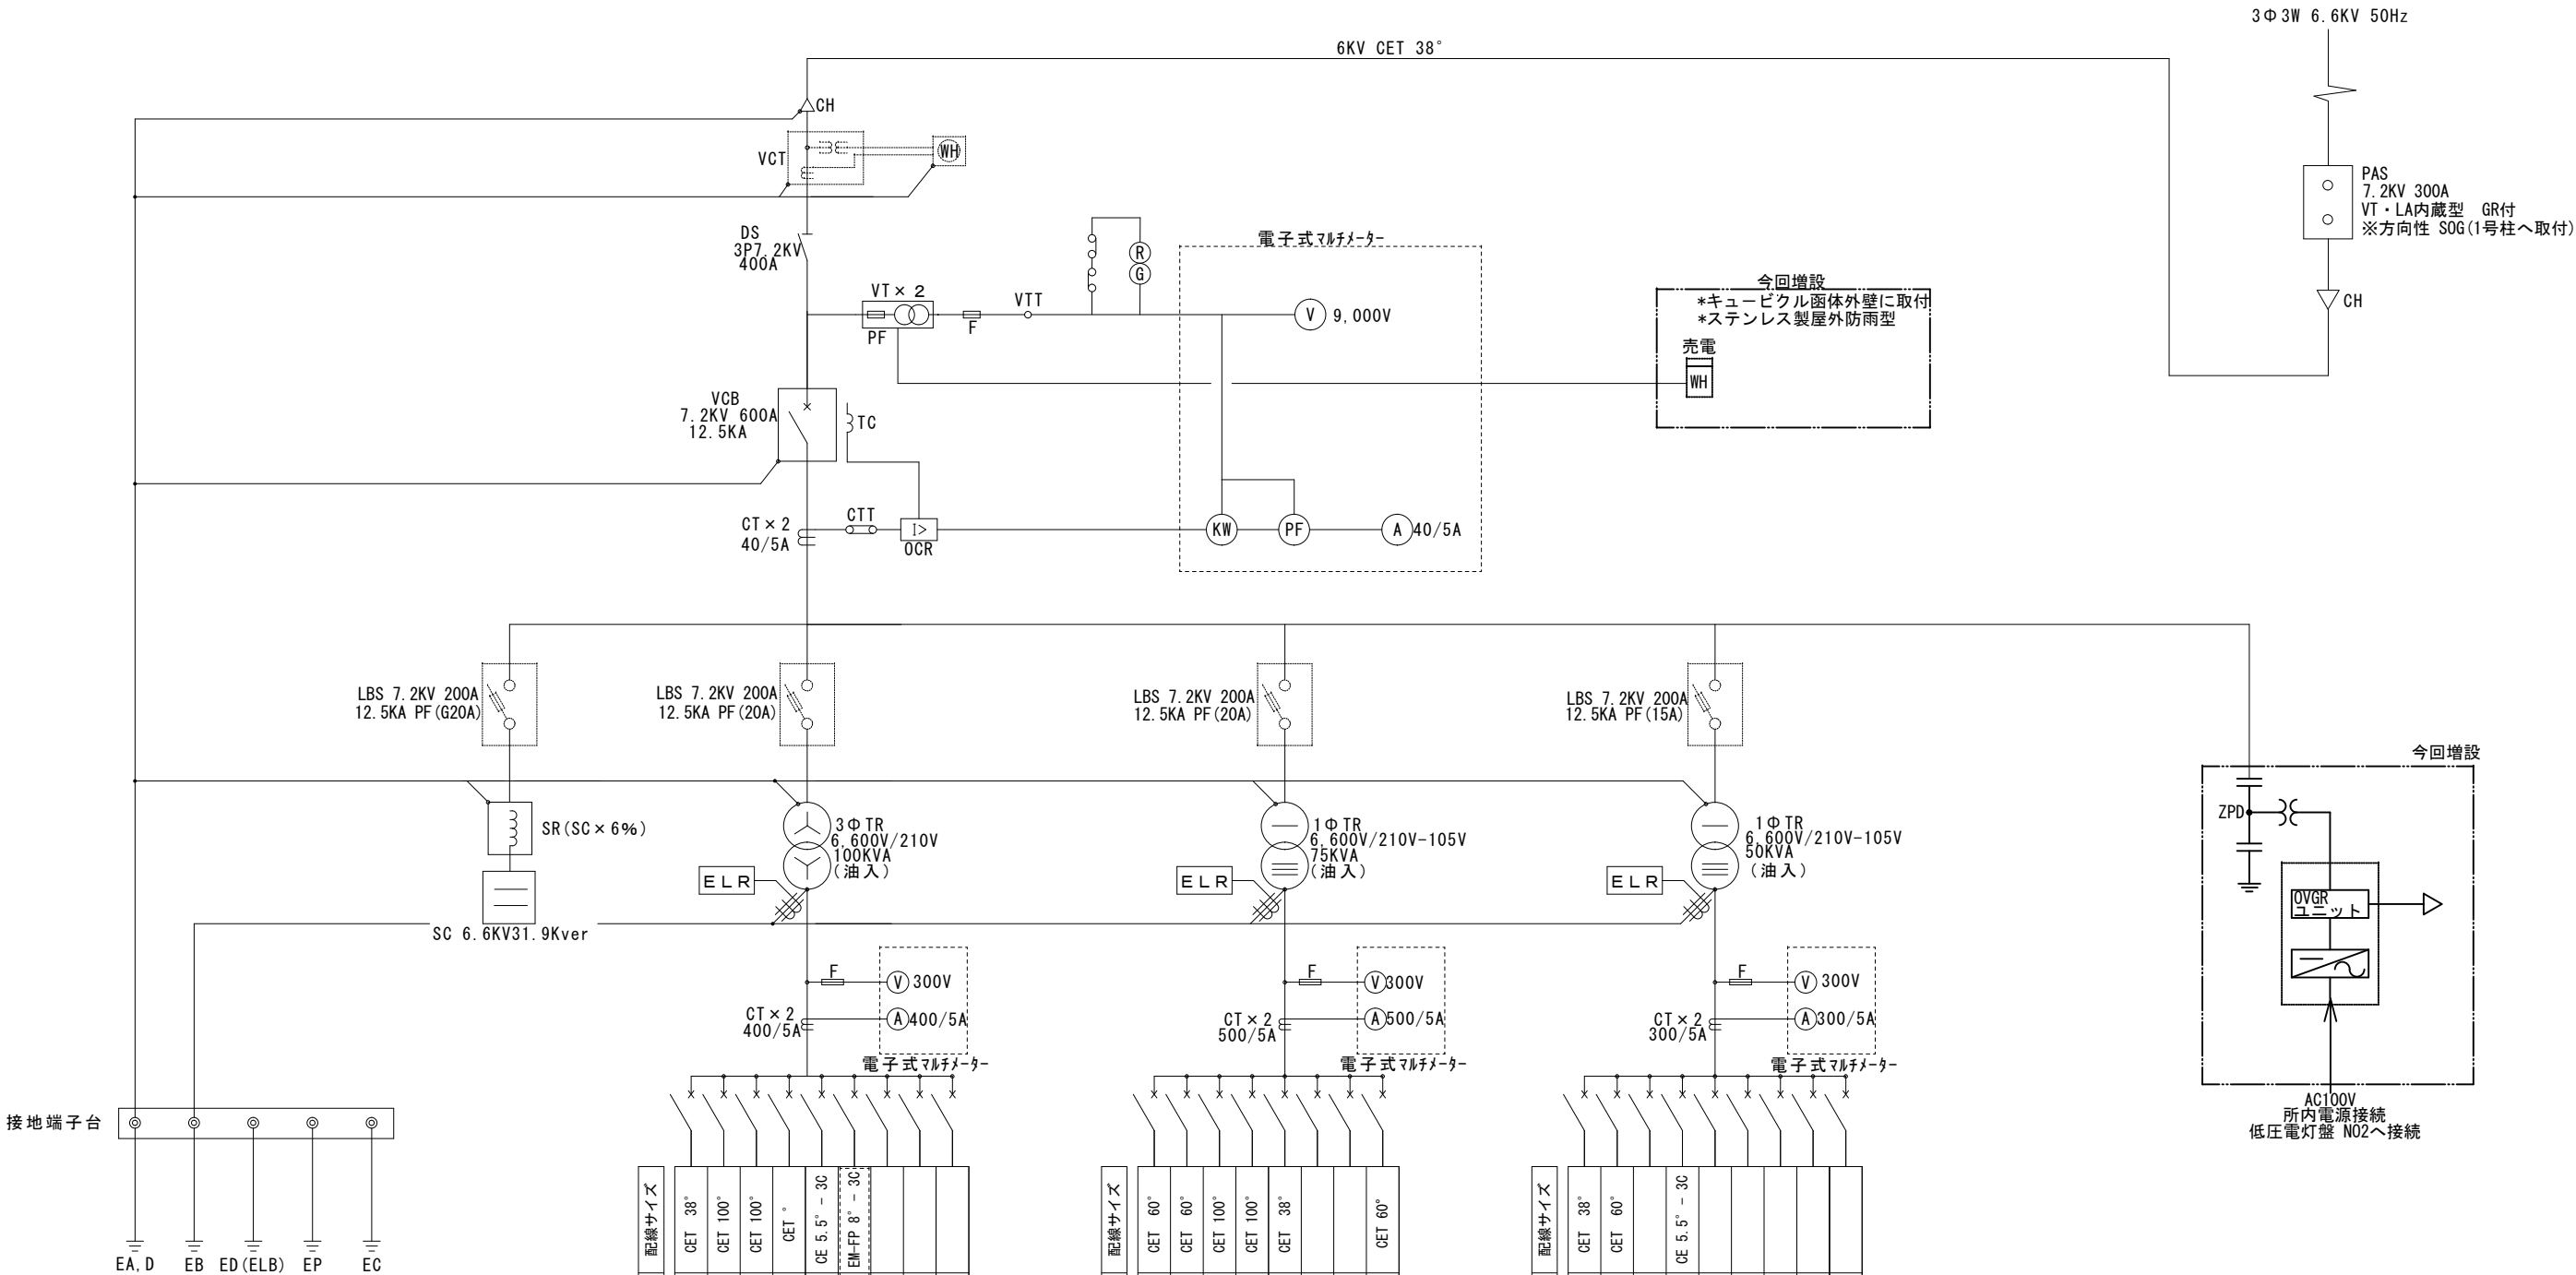 3Φ3W 6.6KV 50Hz
6KV CET 38°
CH
VCT
WH
PAS
7.2KV 300A
VT・LA内蔵型 GR付
※方向性 SOG(1号柱へ取付)
CH
DS
3P7.2KV
400A
VT×2
PF
F
VTT
R
G
電子式マルチメーター
V
9,000V
今回増設
*キュービクル函体外壁に取付
*ステンレス製屋外防雨型
売電
WH
VCB
7.2KV 600A
12.5KA
TC
CT×2
40/5A
CTT
I>
OCR
KW
PF
A
40/5A
LBS 7.2KV 200A
12.5KA PF(G20A)
LBS 7.2KV 200A
12.5KA PF(20A)
LBS 7.2KV 200A
12.5KA PF(20A)
LBS 7.2KV 200A
12.5KA PF(15A)
SR(SC×6%)
SC 6.6KV31.9Kver
3ΦTR
6,600V/210V
100KVA
(油入)
ELR
1ΦTR
6,600V/210V-105V
75KVA
(油入)
ELR
1ΦTR
6,600V/210V-105V
50KVA
(油入)
ELR
今回増設
ZPD
OVGR
ユニット
AC100V
所内電源接続
低圧電灯盤 NO2へ接続
F
V
300V
CT×2
400/5A
A
400/5A
電子式マルチメーター
F
V
300V
CT×2
500/5A
A
500/5A
電子式マルチメーター
F
V
300V
CT×2
300/5A
A
300/5A
電子式マルチメーター
接地端子台
EA,D
EB
ED(ELB)
EP
EC
配線サイズ
CET 38°
CET 100°
CET 100°
CET °
CE 5.5° - 3C
EM-FP 8° - 3C
配線サイズ
CET 60°
CET 60°
CET 100°
CET 100°
CET 38°
CET 60°
配線サイズ
CET 38°
CET 60°
CE 5.5° - 3C